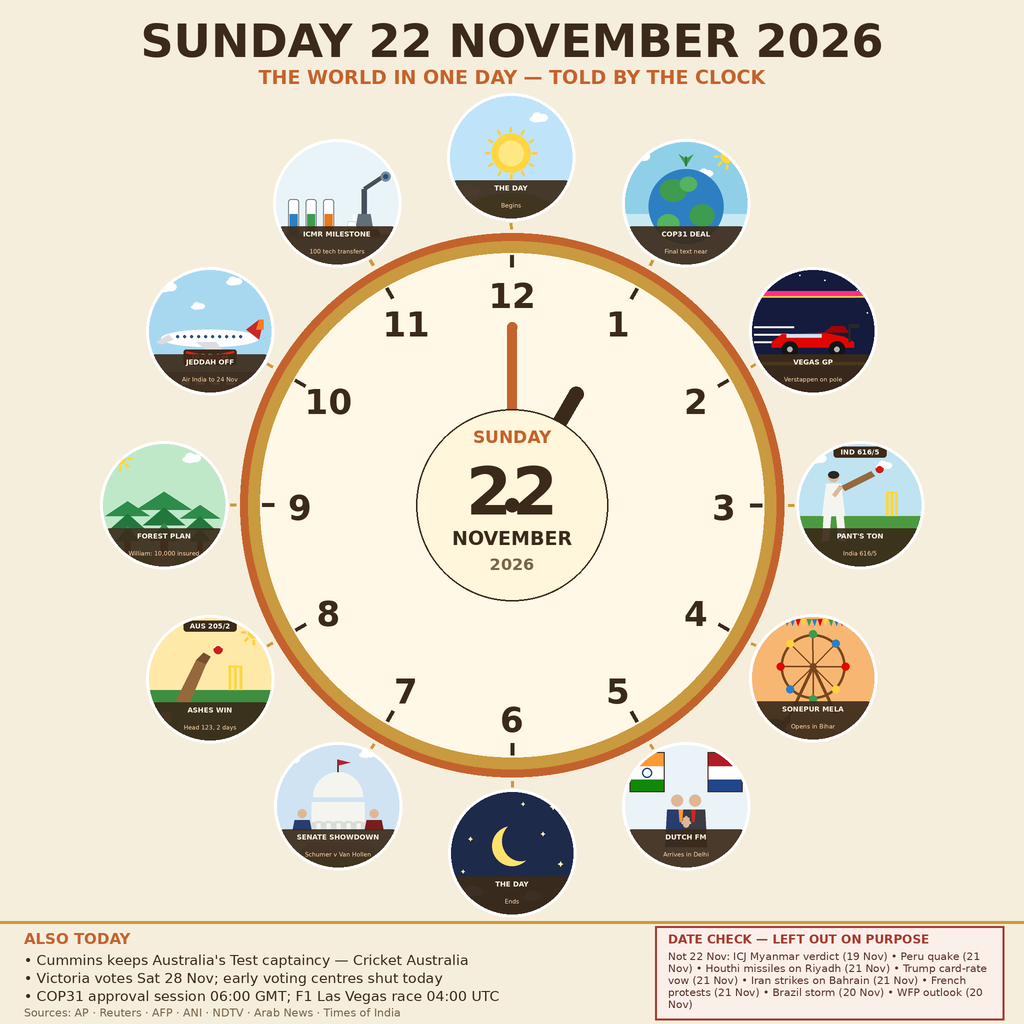 SUNDAY 22 NOVEMBER 2026
THE WORLD IN ONE DAY — TOLD BY THE CLOCK
THE DAY
Begins
COP31 DEAL
Final text near
VEGAS GP
Verstappen on pole
IND 616/5
PANT'S TON
India 616/5
SONEPUR MELA
Opens in Bihar
DUTCH FM
Arrives in Delhi
THE DAY
Ends
SENATE SHOWDOWN
Schumer v Van Hollen
AUS 205/2
ASHES WIN
Head 123, 2 days
FOREST PLAN
William: 10,000 insured
JEDDAH OFF
Air India to 24 Nov
ICMR MILESTONE
100 tech transfers
12
1
2
3
4
5
6
7
8
9
10
11
SUNDAY
22
NOVEMBER
2026
ALSO TODAY
• Cummins keeps Australia's Test captaincy — Cricket Australia
• Victoria votes Sat 28 Nov; early voting centres shut today
• COP31 approval session 06:00 GMT; F1 Las Vegas race 04:00 UTC
Sources: AP · Reuters · AFP · ANI · NDTV · Arab News · Times of India
DATE CHECK — LEFT OUT ON PURPOSE
Not 22 Nov: ICJ Myanmar verdict (19 Nov) • Peru quake (21
Nov) • Houthi missiles on Riyadh (21 Nov) • Trump card-rate
vow (21 Nov) • Iran strikes on Bahrain (21 Nov) • French
protests (21 Nov) • Brazil storm (20 Nov) • WFP outlook (20
Nov)